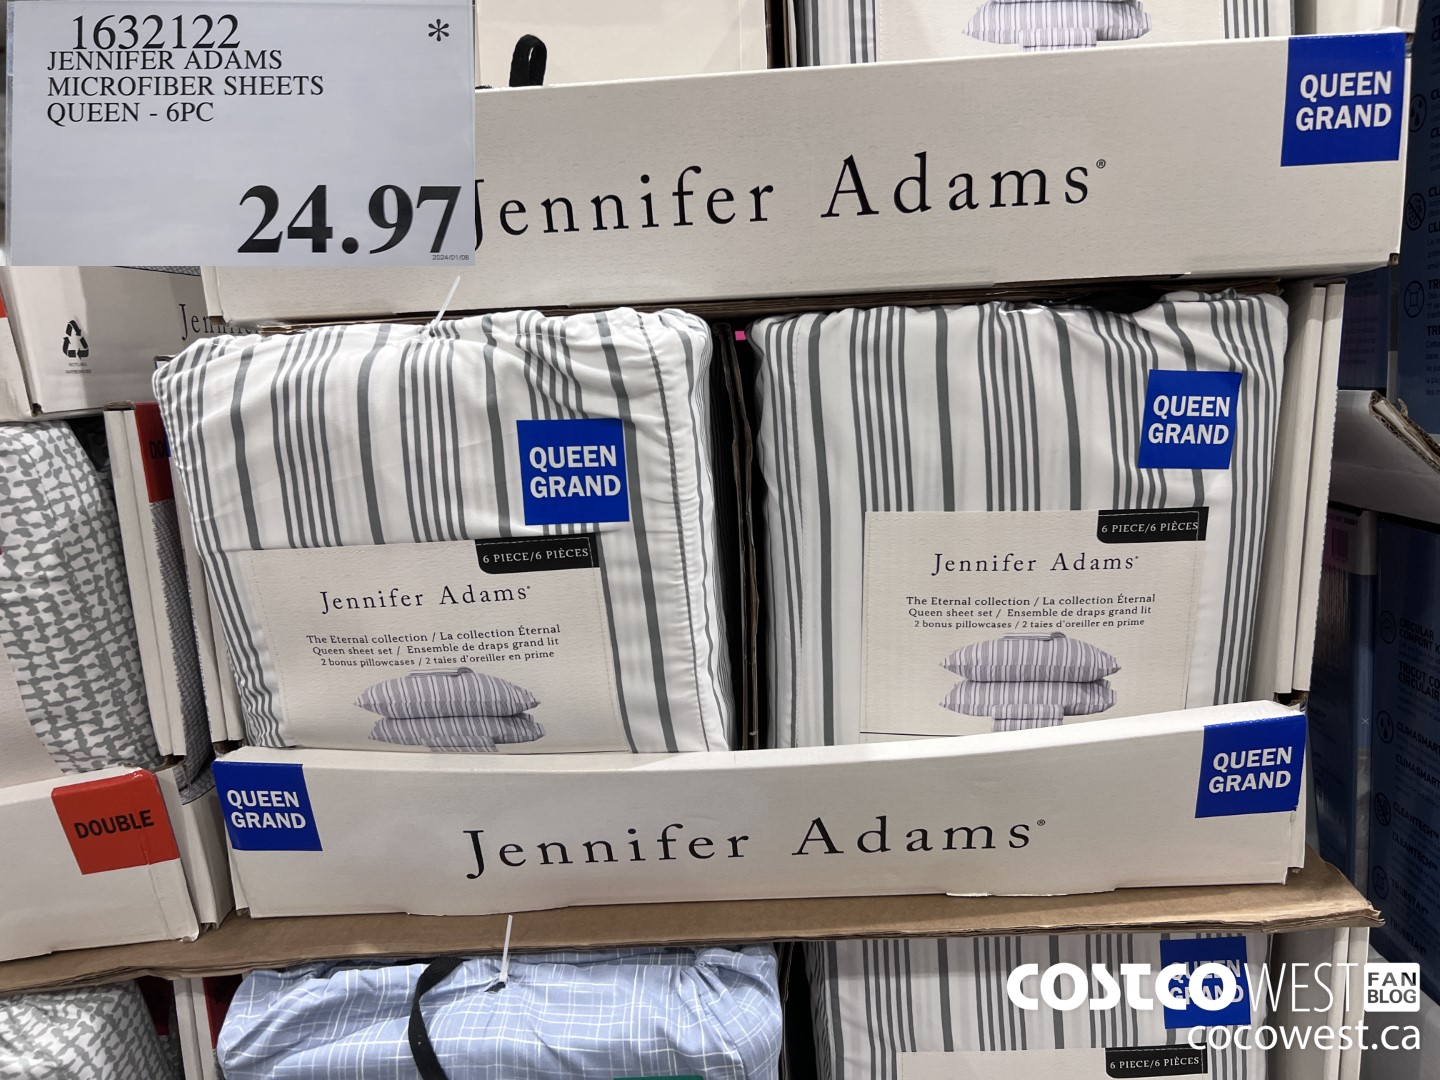 1632122 *
JENNIFER ADAMS
MICROFIBER SHEETS
QUEEN - 6PC
24.97
2024/01/08
Jennifer Adams®
QUEEN
GRAND
Jenni
DOU
QUEEN
GRAND
6 PIECE/6 PIÈCES
Jennifer Adams®
The Eternal collection / La collection Éternal
Queen sheet set / Ensemble de draps grand lit
2 bonus pillowcases / 2 taies d'oreiller en prime
QUEEN
GRAND
6 PIECE/6 PIÈCES
Jennifer Adams®
The Eternal collection / La collection Éternal
Queen sheet set / Ensemble de draps grand lit
2 bonus pillowcases / 2 taies d'oreiller en prime
DOUBLE
QUEEN
GRAND
Jennifer Adams®
QUEEN
GRAND
QUEEN
GRAND
6 PIECE/6 PIÈCES
COSTCO WEST FAN
BLOG
cocowest.ca